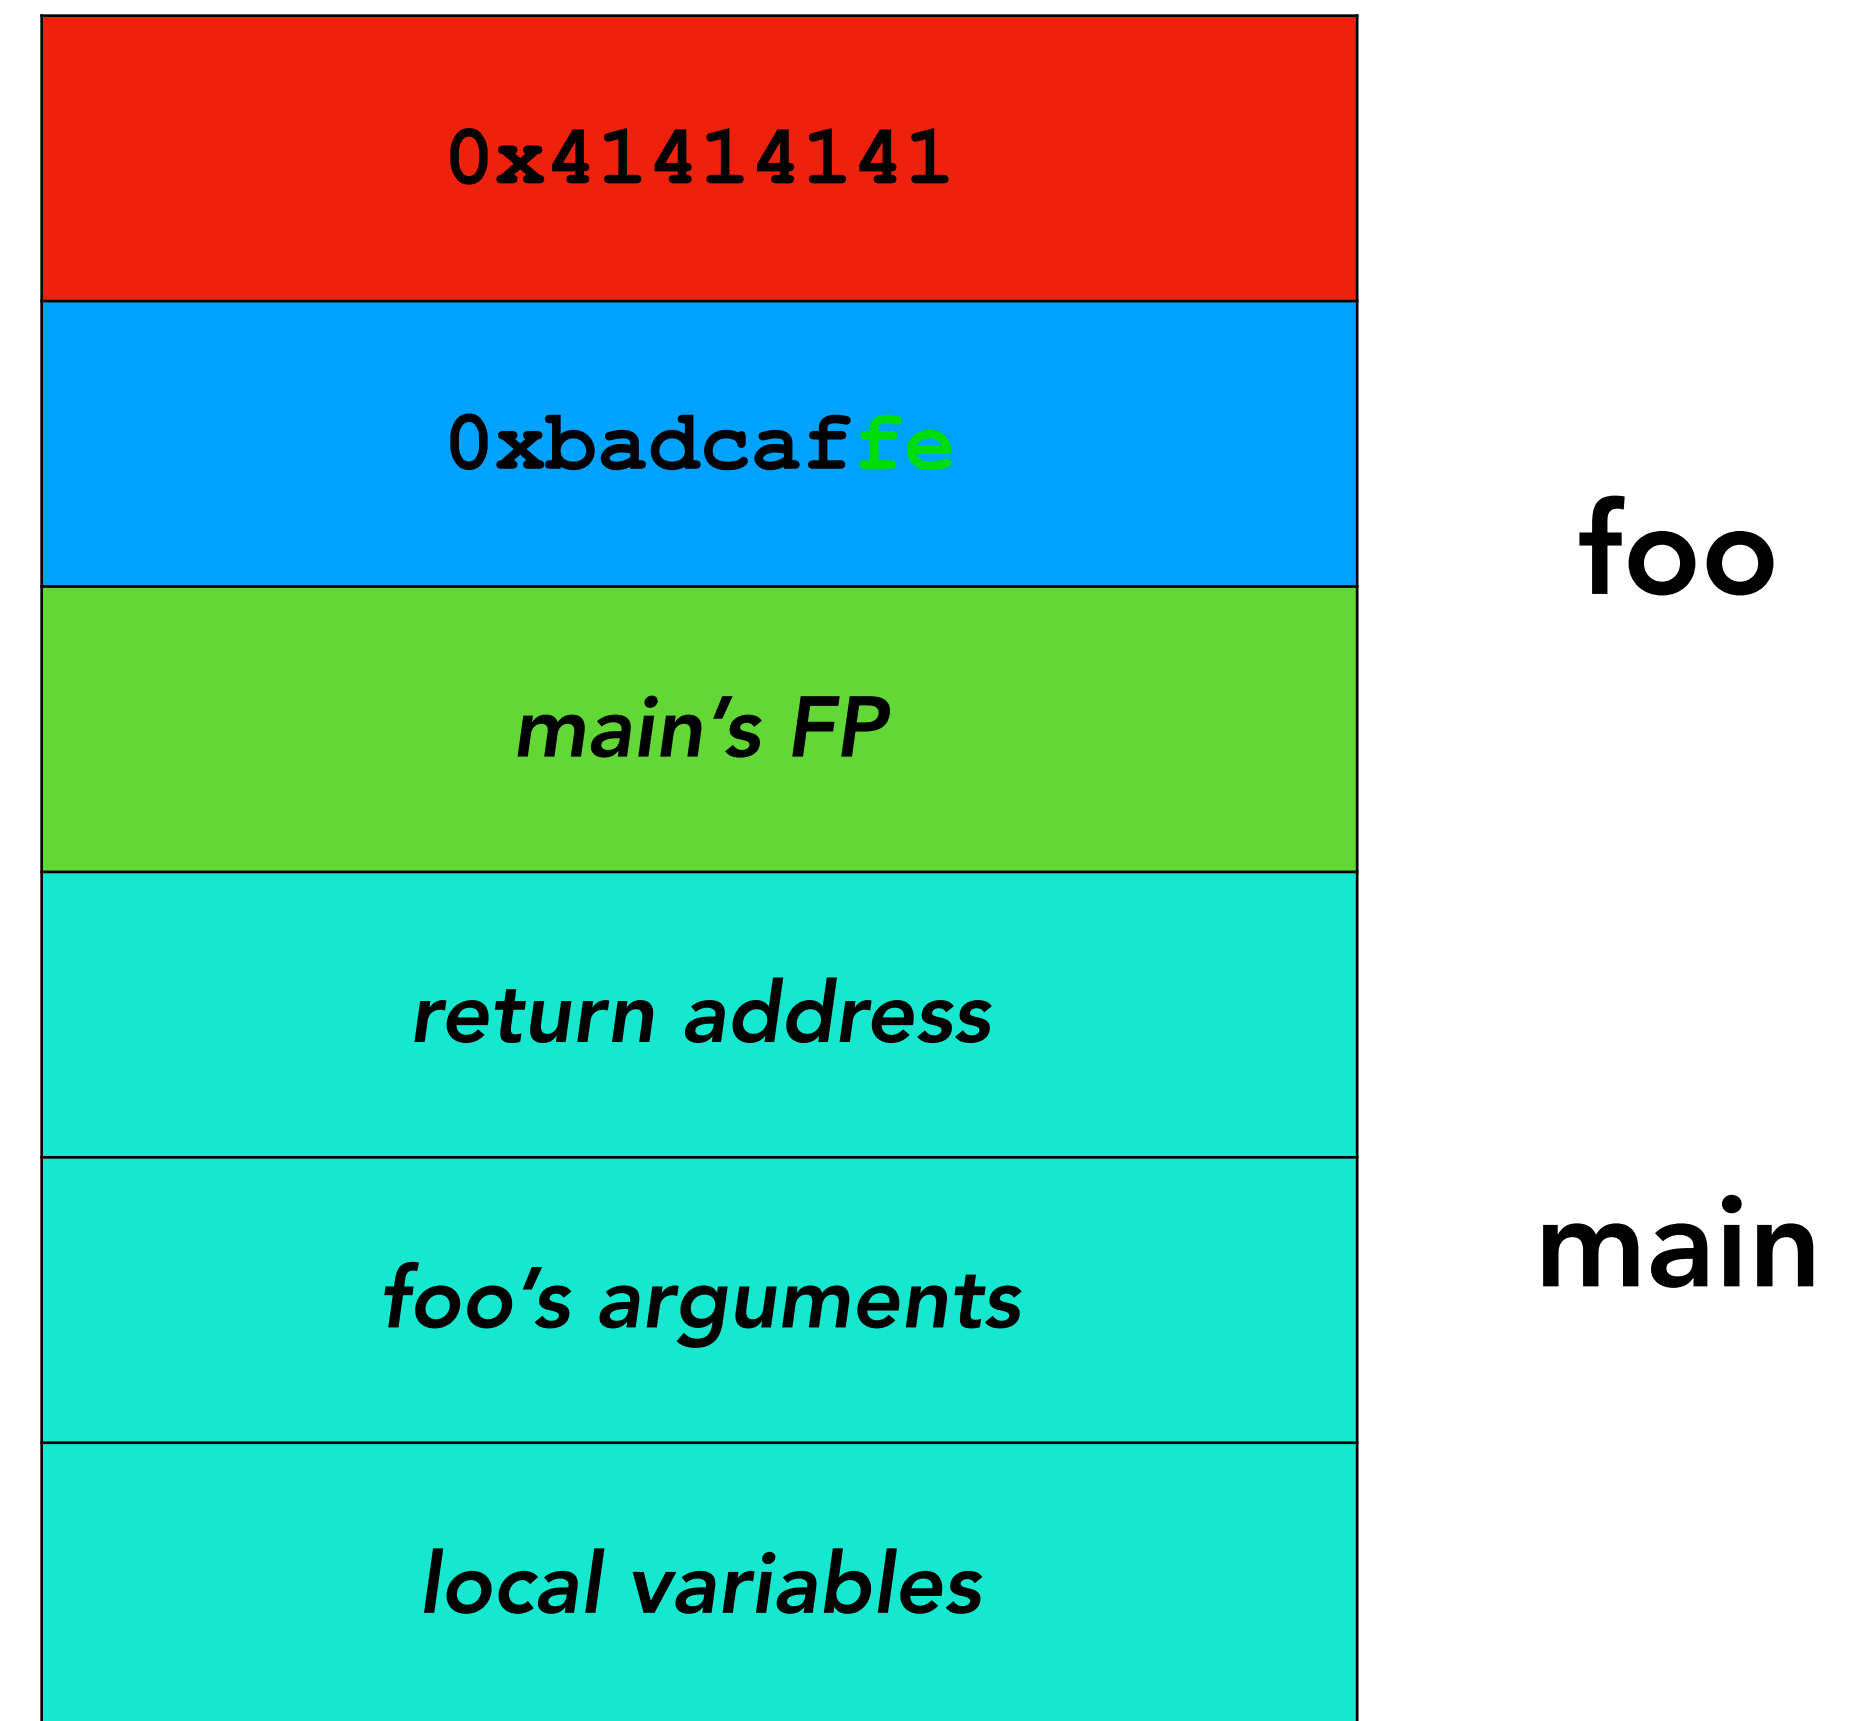 0x41414141
0xbadcaffe
foo
main’s FP
return address
main
foo’s arguments
local variables